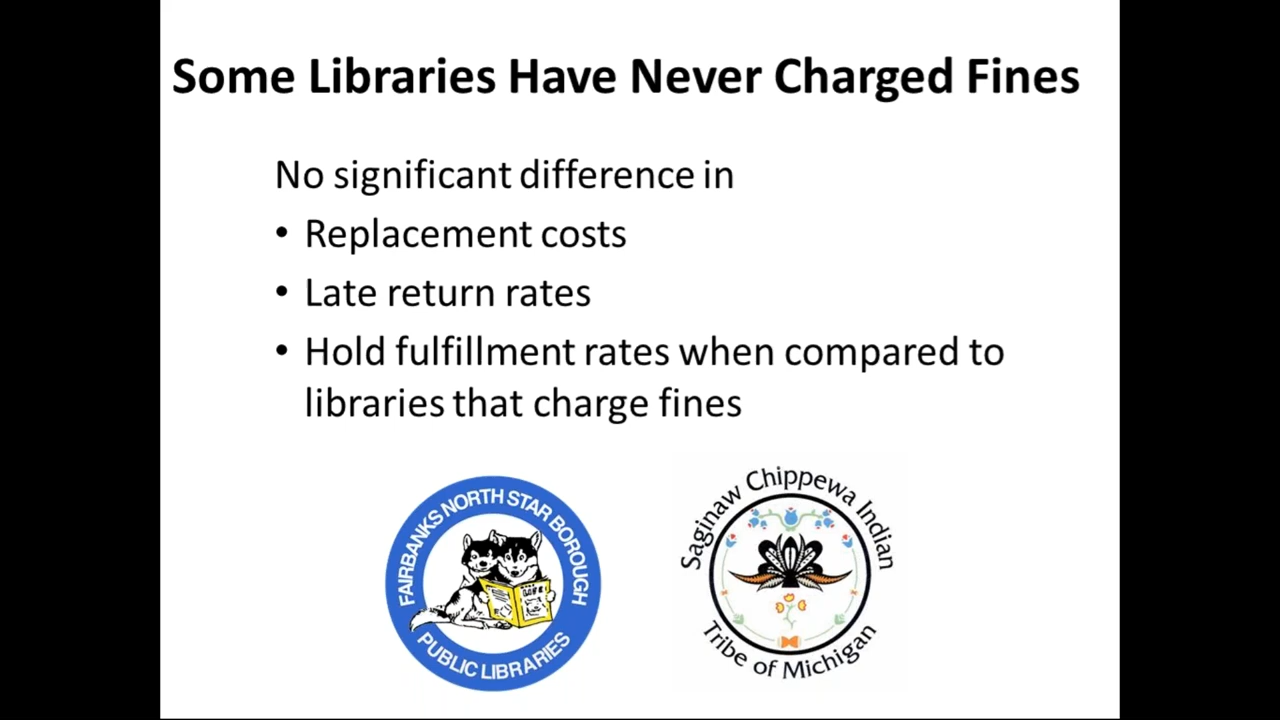 Some Libraries Have Never Charged Fines
No significant difference in
• Replacement costs
• Late return rates
• Hold fulfillment rates when compared to
libraries that charge fines
FAIRBANKS NORTH STAR BOROUGH
PUBLIC LIBRARIES
Saginaw Chippewa Indian
Tribe of Michigan